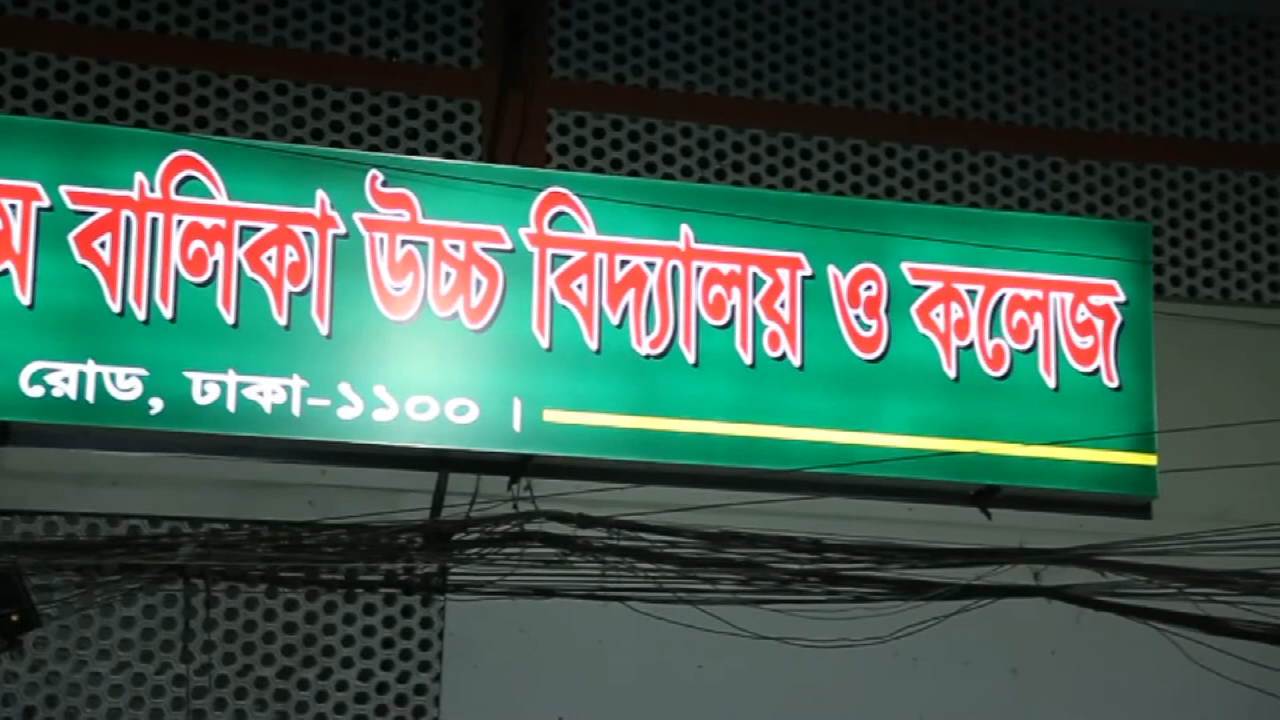 বালিকা উচ্চ বিদ্যালয় ও কলেজ
রোড, ঢাকা-১১০০ ।